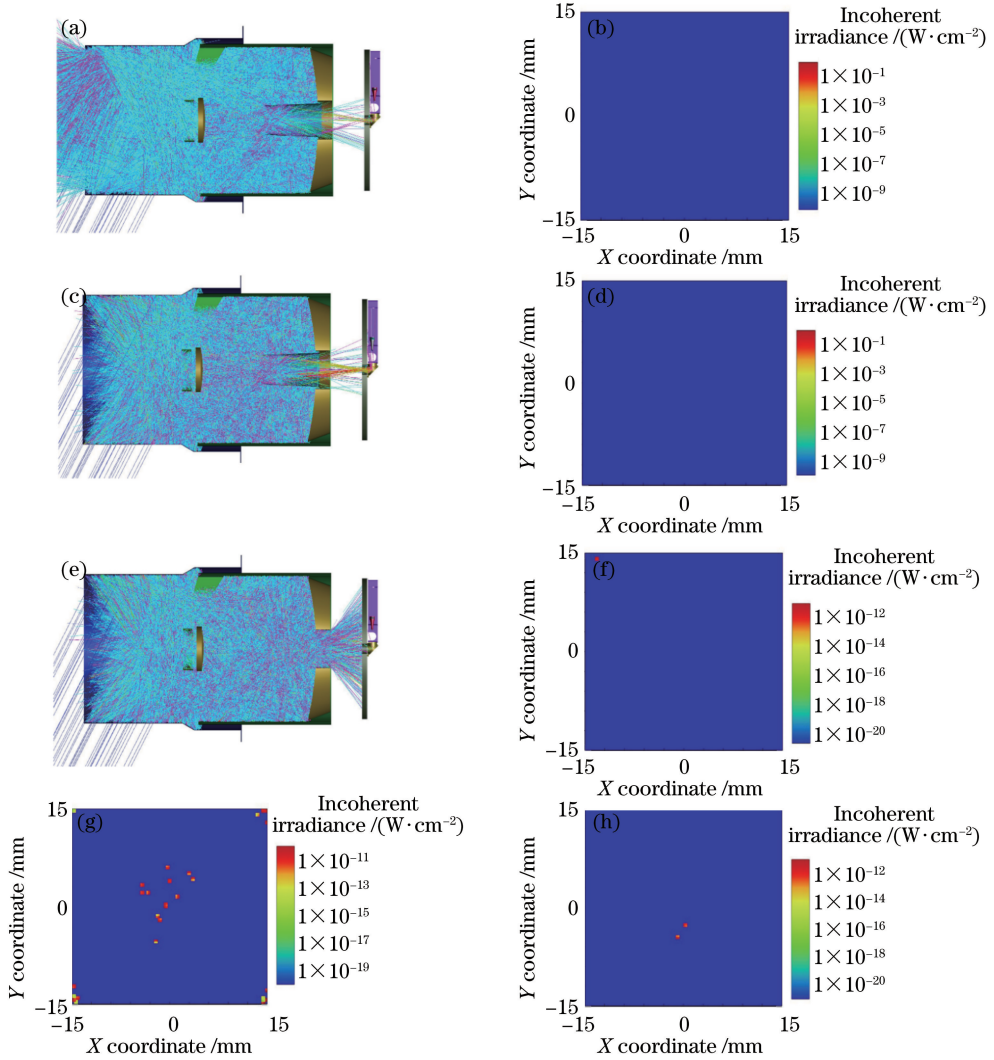 (a)
(b)
15
0
−15
Y coordinate /mm
−15
0
15
X coordinate /mm
Incoherent
irradiance /(W·cm⁻²)
1×10⁻¹
1×10⁻³
1×10⁻⁵
1×10⁻⁷
1×10⁻⁹
(c)
(d)
15
0
−15
Y coordinate /mm
−15
0
15
X coordinate /mm
Incoherent
irradiance /(W·cm⁻²)
1×10⁻¹
1×10⁻³
1×10⁻⁵
1×10⁻⁷
1×10⁻⁹
(e)
(f)
15
0
−15
Y coordinate /mm
−15
0
15
X coordinate /mm
Incoherent
irradiance /(W·cm⁻²)
1×10⁻¹²
1×10⁻¹⁴
1×10⁻¹⁶
1×10⁻¹⁸
1×10⁻²⁰
(g)
15
0
−15
Y coordinate /mm
−15
0
15
X coordinate /mm
Incoherent
irradiance /(W·cm⁻²)
1×10⁻¹¹
1×10⁻¹³
1×10⁻¹⁵
1×10⁻¹⁷
1×10⁻¹⁹
(h)
15
0
−15
Y coordinate /mm
−15
0
15
X coordinate /mm
Incoherent
irradiance /(W·cm⁻²)
1×10⁻¹²
1×10⁻¹⁴
1×10⁻¹⁶
1×10⁻¹⁸
1×10⁻²⁰